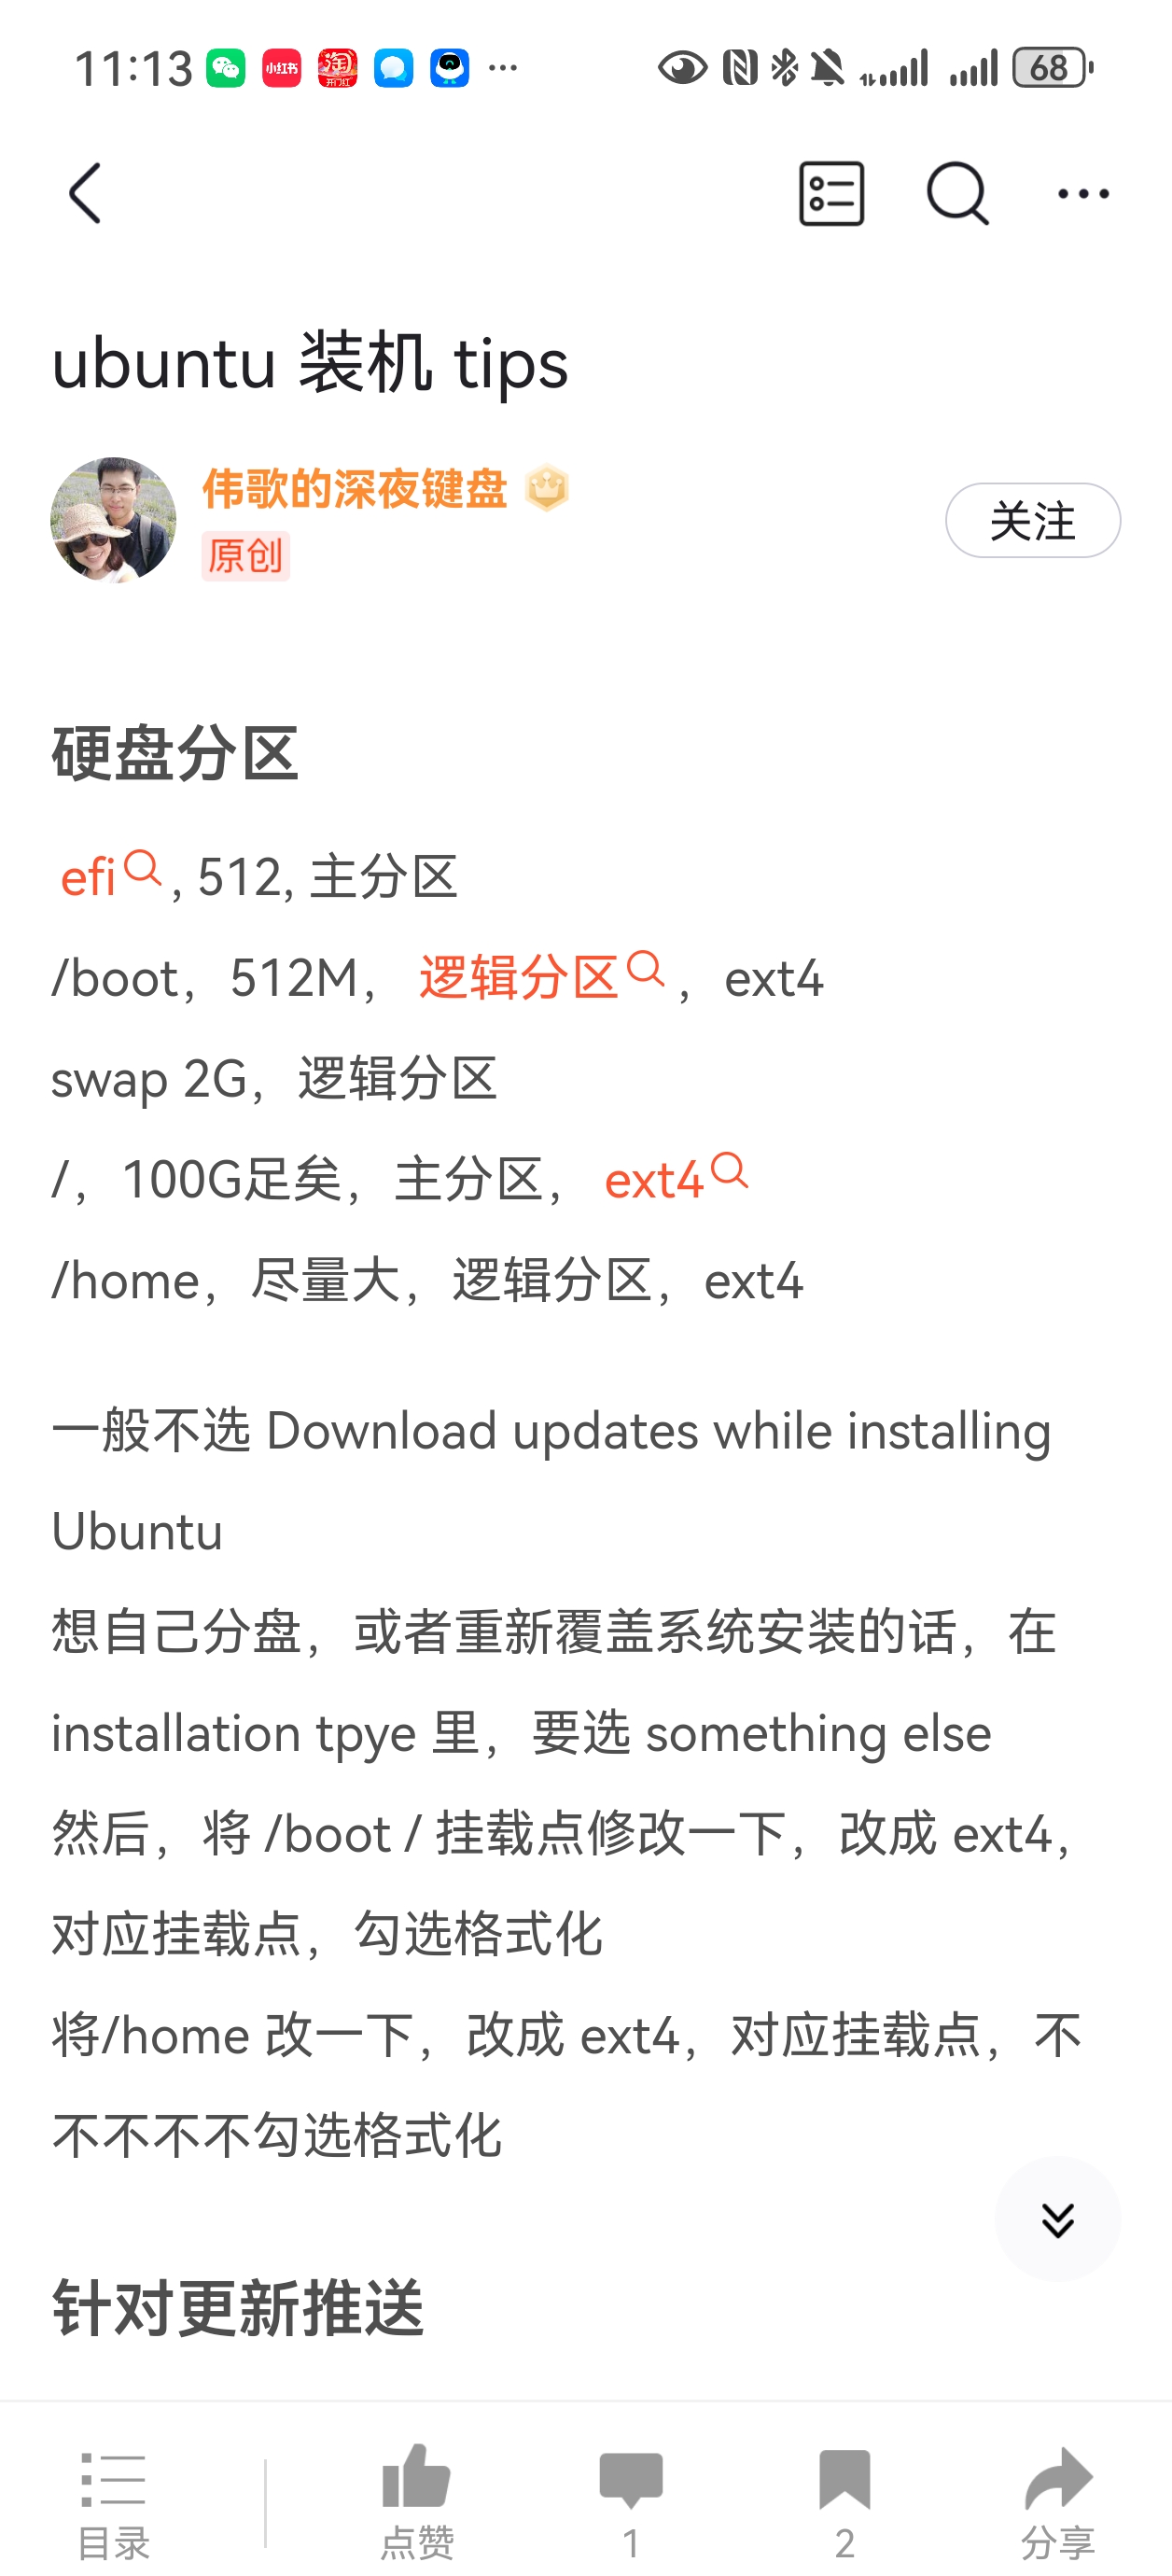 11:13
小红书
淘
开门红
68
ubuntu 装机 tips
伟歌的深夜键盘
原创
关注
硬盘分区
efi, 512, 主分区
/boot，512M，逻辑分区，ext4
swap 2G，逻辑分区
/，100G足矣，主分区，ext4
/home，尽量大，逻辑分区，ext4
一般不选 Download updates while installing
Ubuntu
想自己分盘，或者重新覆盖系统安装的话，在
installation tpye 里，要选 something else
然后，将 /boot / 挂载点修改一下，改成 ext4，
对应挂载点，勾选格式化
将/home 改一下，改成 ext4，对应挂载点，不
不不不不勾选格式化
针对更新推送
目录
点赞
1
2
分享